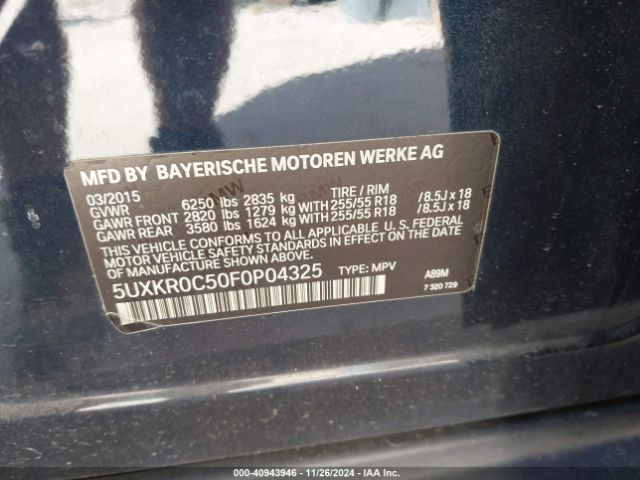 MFD BY BAYERISCHE MOTOREN WERKE AG
03/2015 TIRE / RIM
GVWR 6250 lbs 2835 kg
GAWR FRONT 2820 lbs 1279 kg WITH 255/55 R18 /8.5J x 18
GAWR REAR 3580 lbs 1624 kg WITH 255/55 R18 /8.5J x 18
THIS VEHICLE CONFORMS TO ALL APPLICABLE U. S. FEDERAL
MOTOR VEHICLE SAFETY STANDARDS IN EFFECT ON THE
DATE OF MANUFACTURE SHOWN ABOVE.
5UXKR0C50F0P04325 TYPE: MPV A89M
7 320 729
000-40943946 - 11/26/2024 - IAA Inc.